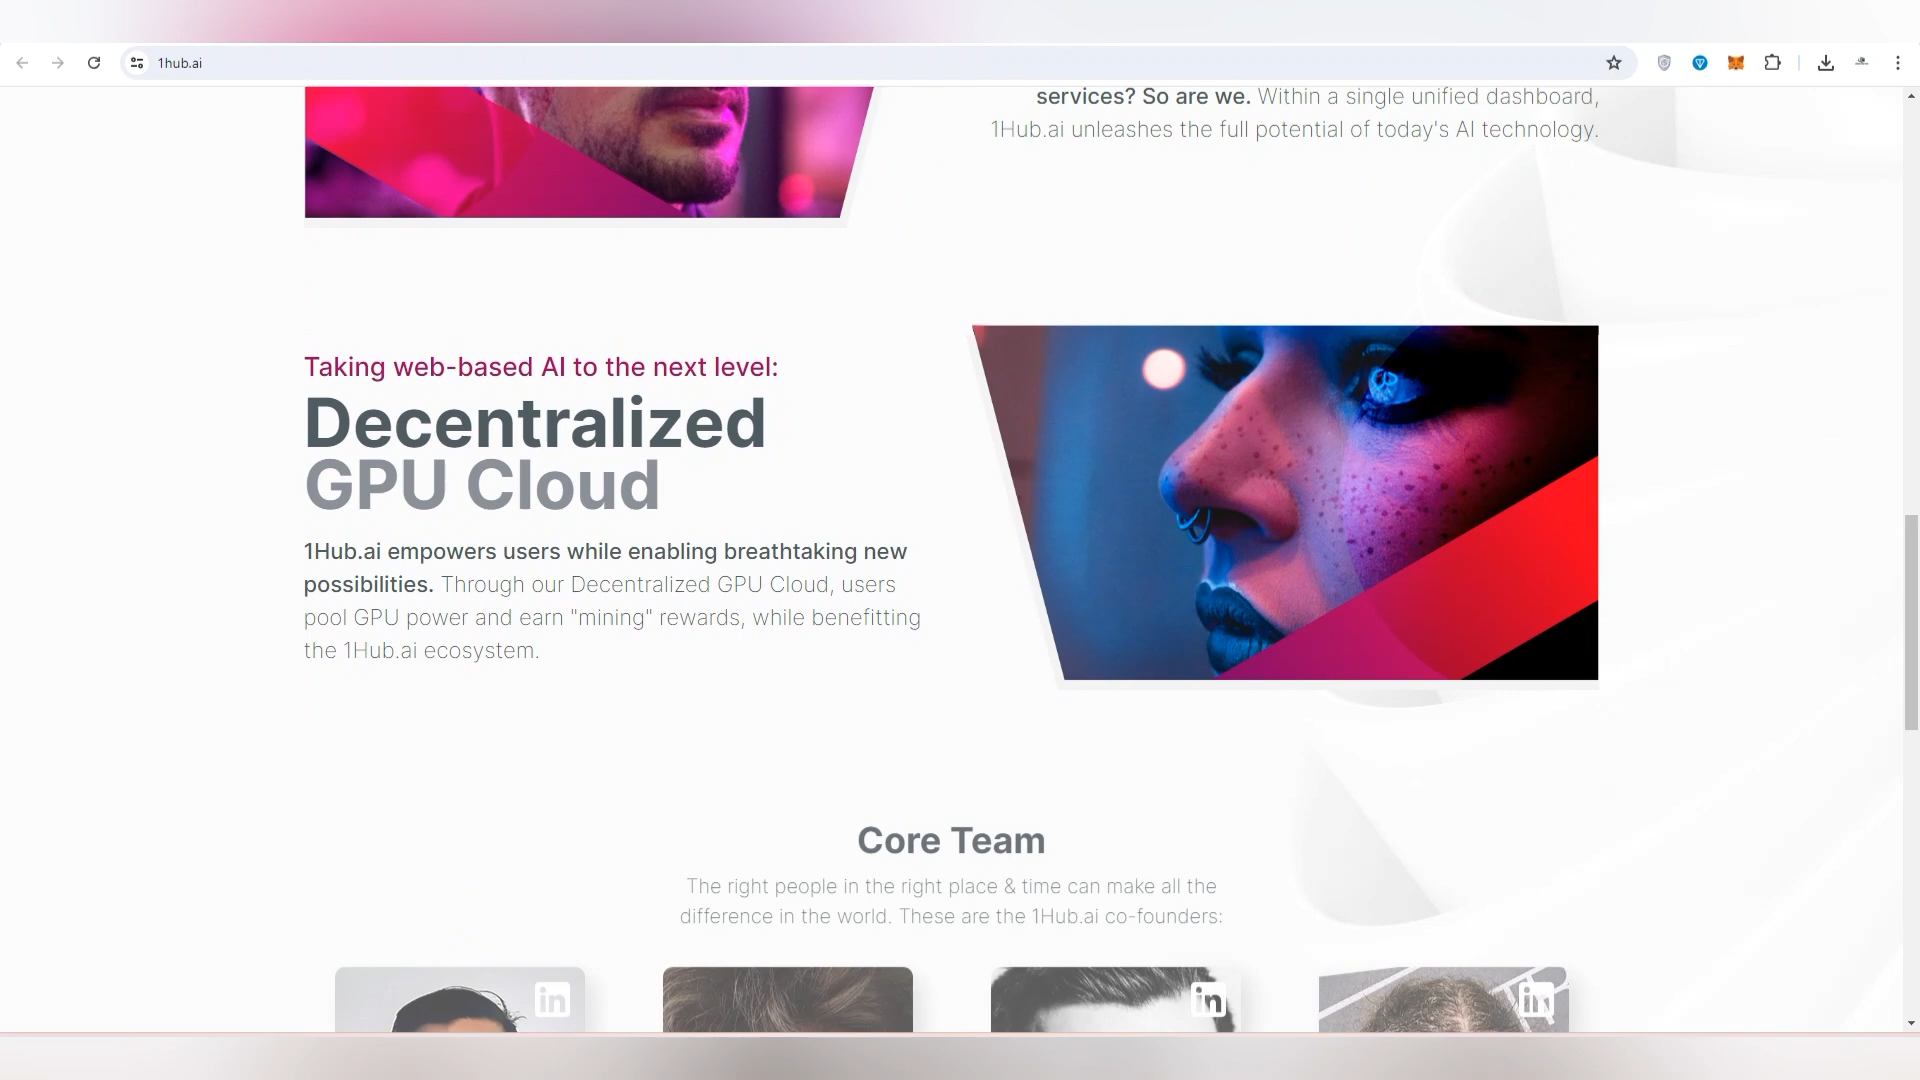 1hub.ai
services? So are we. Within a single unified dashboard,
1Hub.ai unleashes the full potential of today's AI technology.
Taking web-based AI to the next level:
Decentralized
GPU Cloud
1Hub.ai empowers users while enabling breathtaking new
possibilities. Through our Decentralized GPU Cloud, users
pool GPU power and earn "mining" rewards, while benefitting
the 1Hub.ai ecosystem.
Core Team
The right people in the right place & time can make all the
difference in the world. These are the 1Hub.ai co-founders:
in
in
in